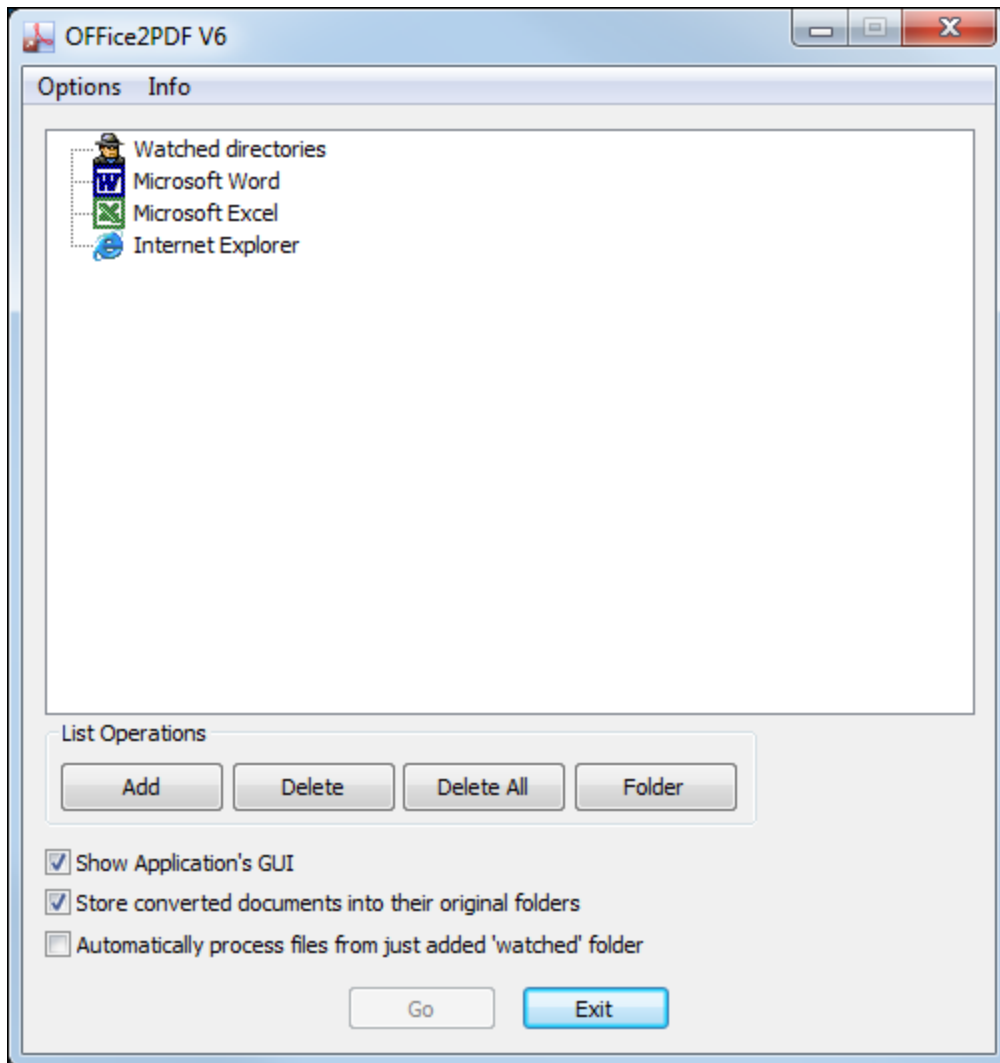 OFFice2PDF V6
Options Info
Watched directories
Microsoft Word
Microsoft Excel
Internet Explorer
List Operations
Add Delete Delete All Folder
Show Application's GUI
Store converted documents into their original folders
Automatically process files from just added 'watched' folder
Go Exit